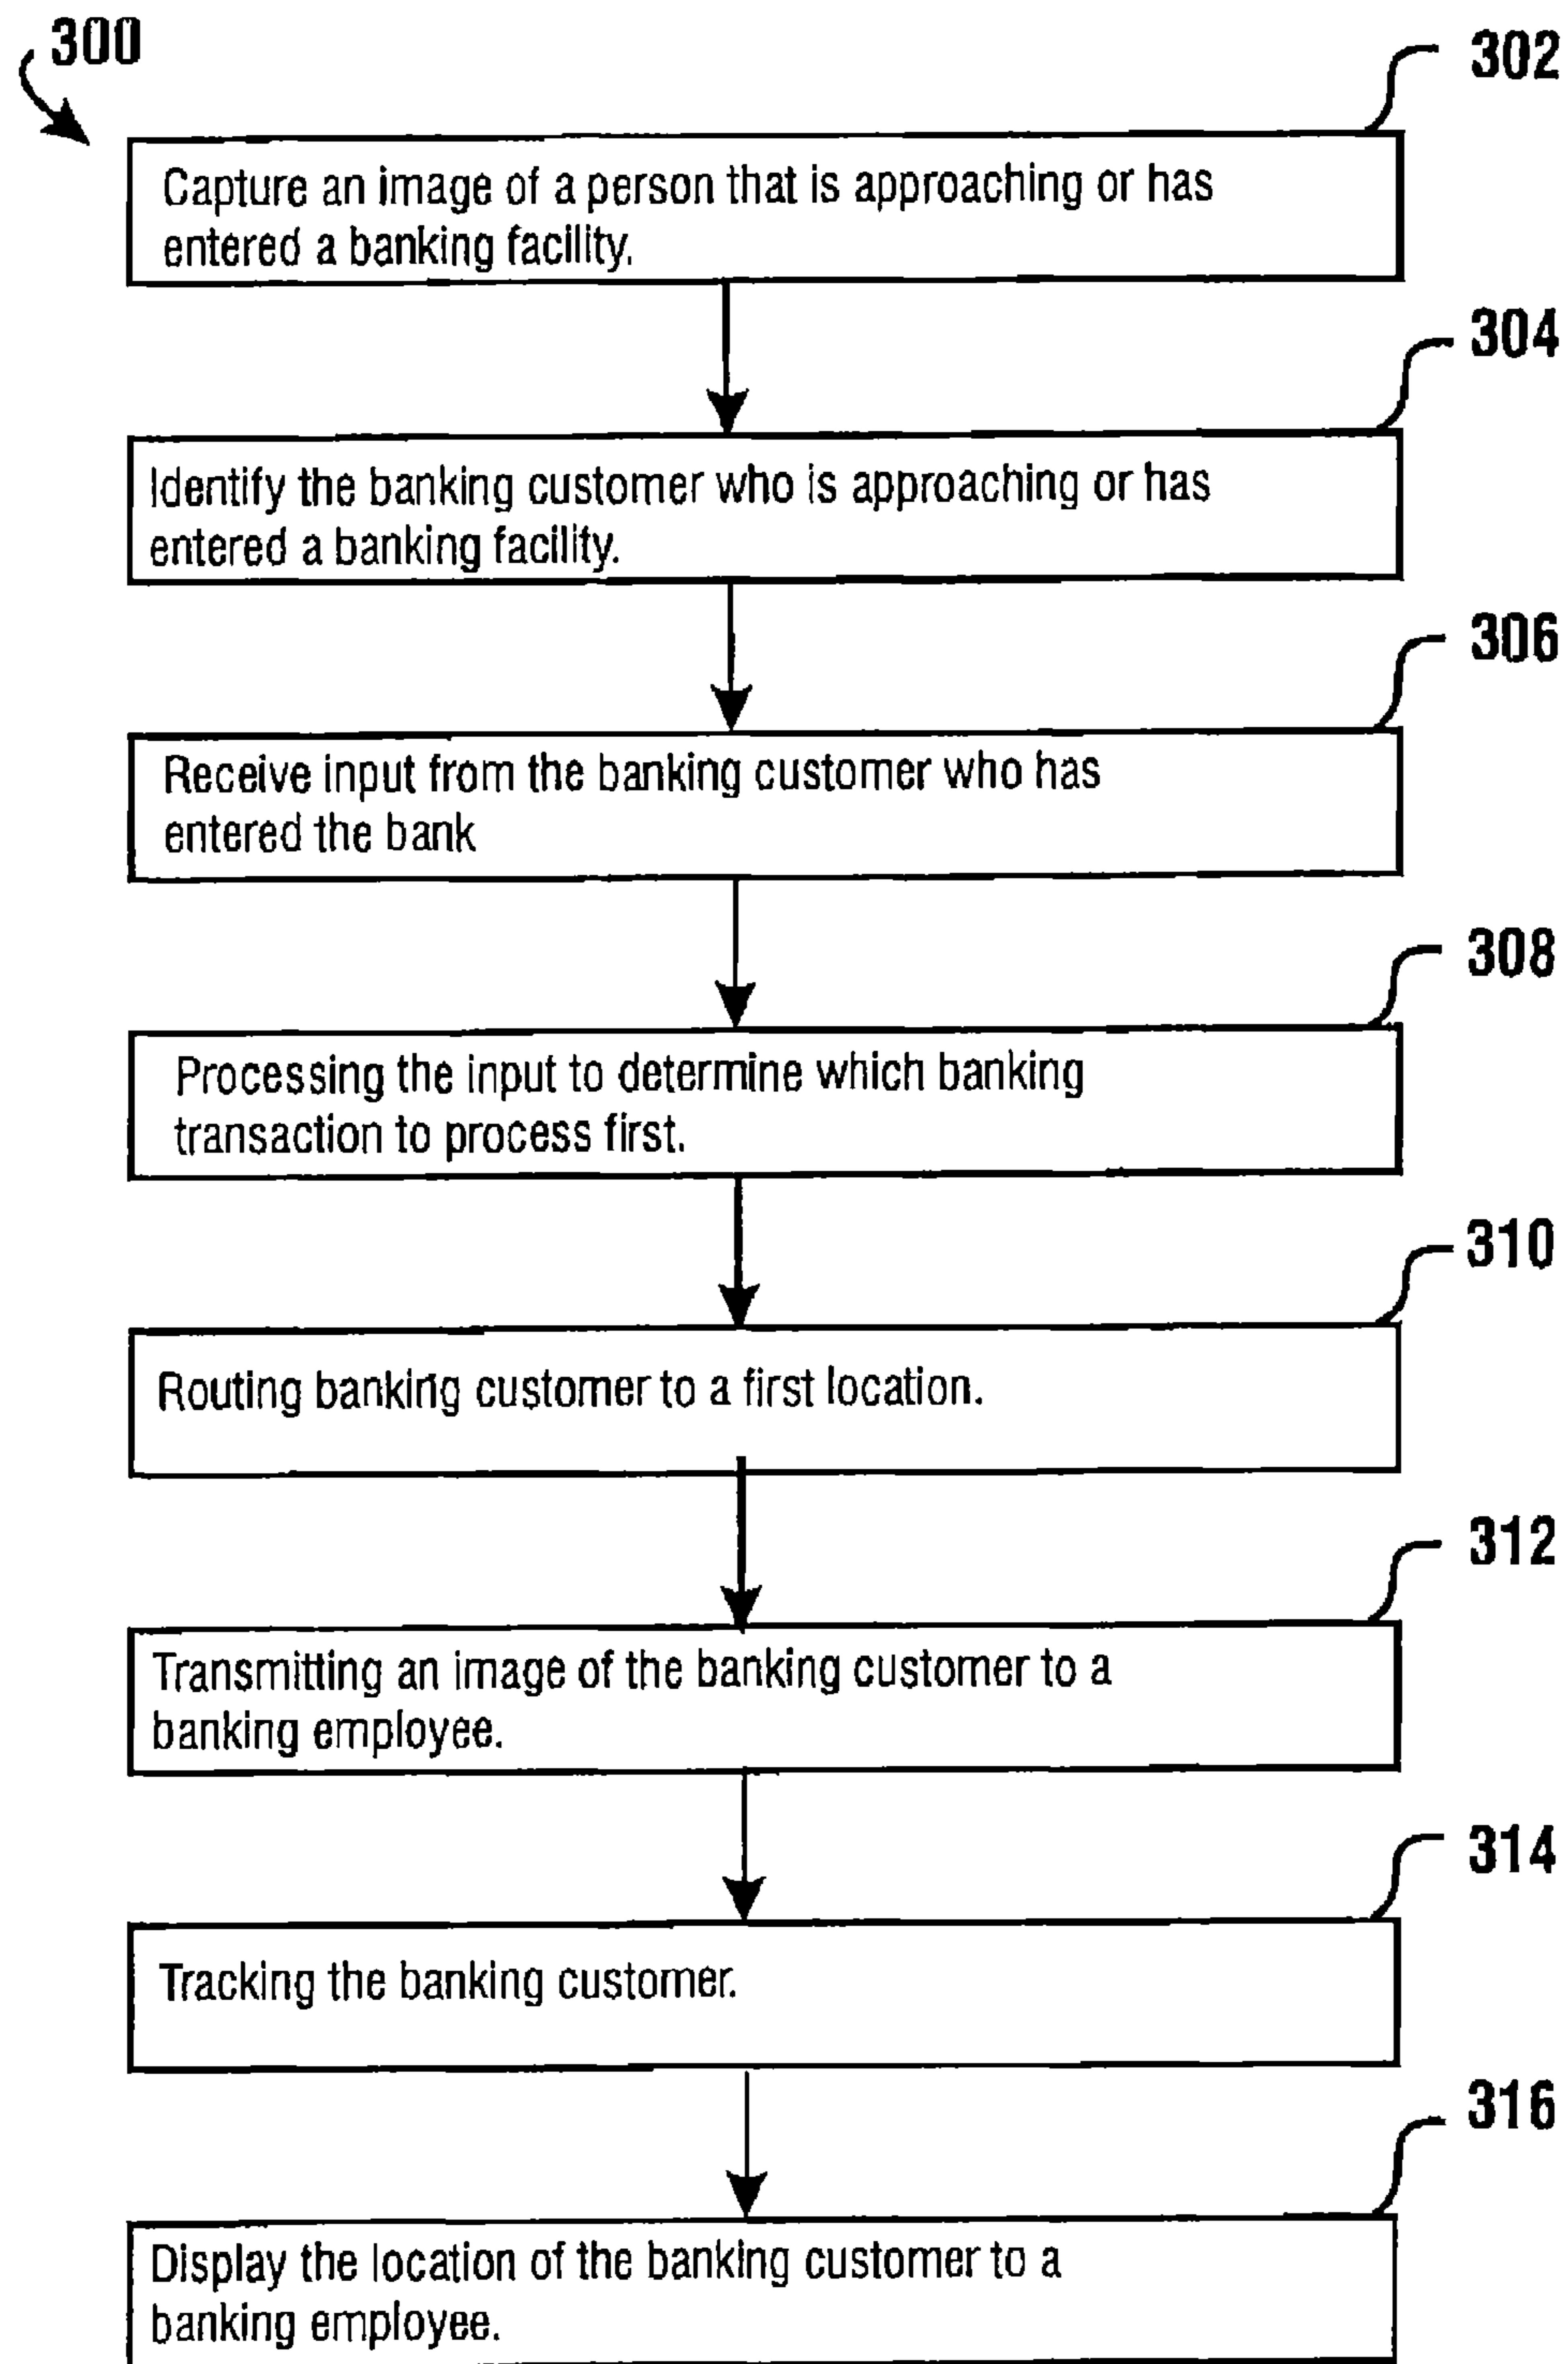 300
302
Capture an image of a person that is approaching or has
entered a banking facility.
304
Identify the banking customer who is approaching or has
entered a banking facility.
306
Receive input from the banking customer who has
entered the bank
308
Processing the input to determine which banking
transaction to process first.
310
Routing banking customer to a first location.
312
Transmitting an image of the banking customer to a
banking employee.
314
Tracking the banking customer.
316
Display the location of the banking customer to a
banking employee.